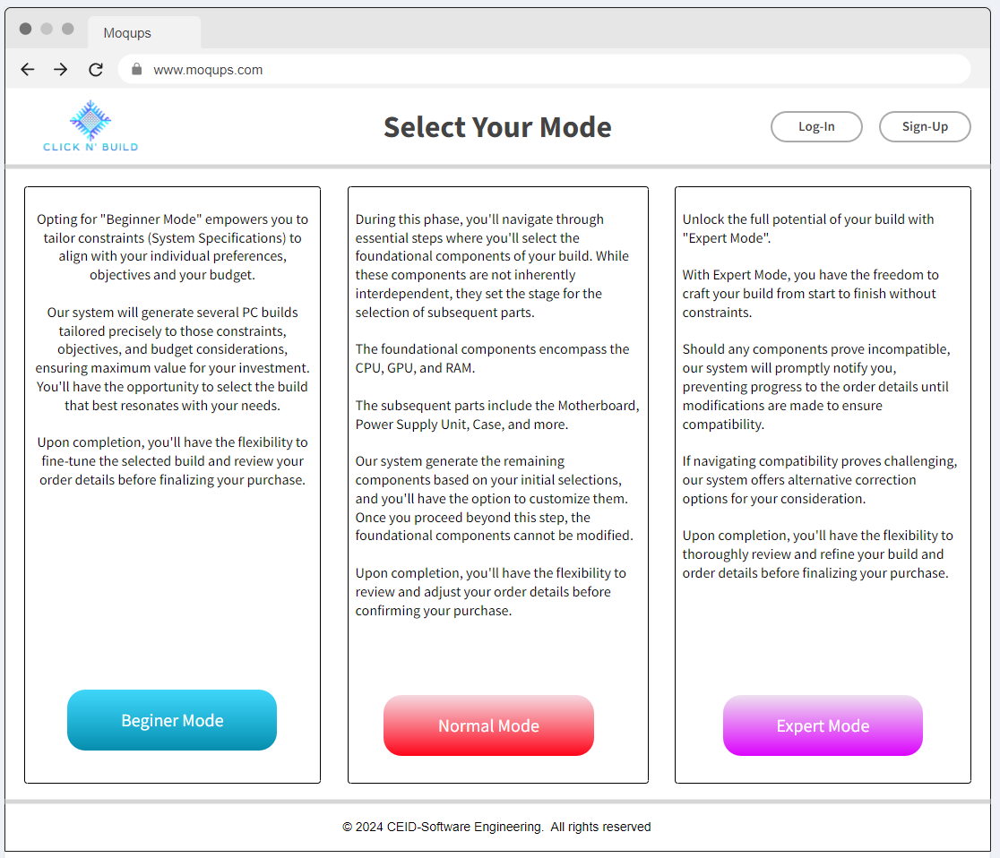 Moqups
www.moqups.com
CLICK N' BUILD
Select Your Mode
Log-In
Sign-Up
Opting for "Beginner Mode" empowers you to
tailor constraints (System Specifications) to
align with your individual preferences,
objectives and your budget.
Our system will generate several PC builds
tailored precisely to those constraints,
objectives, and budget considerations,
ensuring maximum value for your investment.
You'll have the opportunity to select the build
that best resonates with your needs.
Upon completion, you'll have the flexibility to
fine-tune the selected build and review your
order details before finalizing your purchase.
Beginer Mode
During this phase, you'll navigate through
essential steps where you'll select the
foundational components of your build. While
these components are not inherently
interdependent, they set the stage for the
selection of subsequent parts.
The foundational components encompass the
CPU, GPU, and RAM.
The subsequent parts include the Motherboard,
Power Supply Unit, Case, and more.
Our system generate the remaining
components based on your initial selections,
and you'll have the option to customize them.
Once you proceed beyond this step, the
foundational components cannot be modified.
Upon completion, you'll have the flexibility to
review and adjust your order details before
confirming your purchase.
Normal Mode
Unlock the full potential of your build with
"Expert Mode".
With Expert Mode, you have the freedom to
craft your build from start to finish without
constraints.
Should any components prove incompatible,
our system will promptly notify you,
preventing progress to the order details until
modifications are made to ensure
compatibility.
If navigating compatibility proves challenging,
our system offers alternative correction
options for your consideration.
Upon completion, you'll have the flexibility to
thoroughly review and refine your build and
order details before finalizing your purchase.
Expert Mode
© 2024 CEID-Software Engineering.  All rights reserved